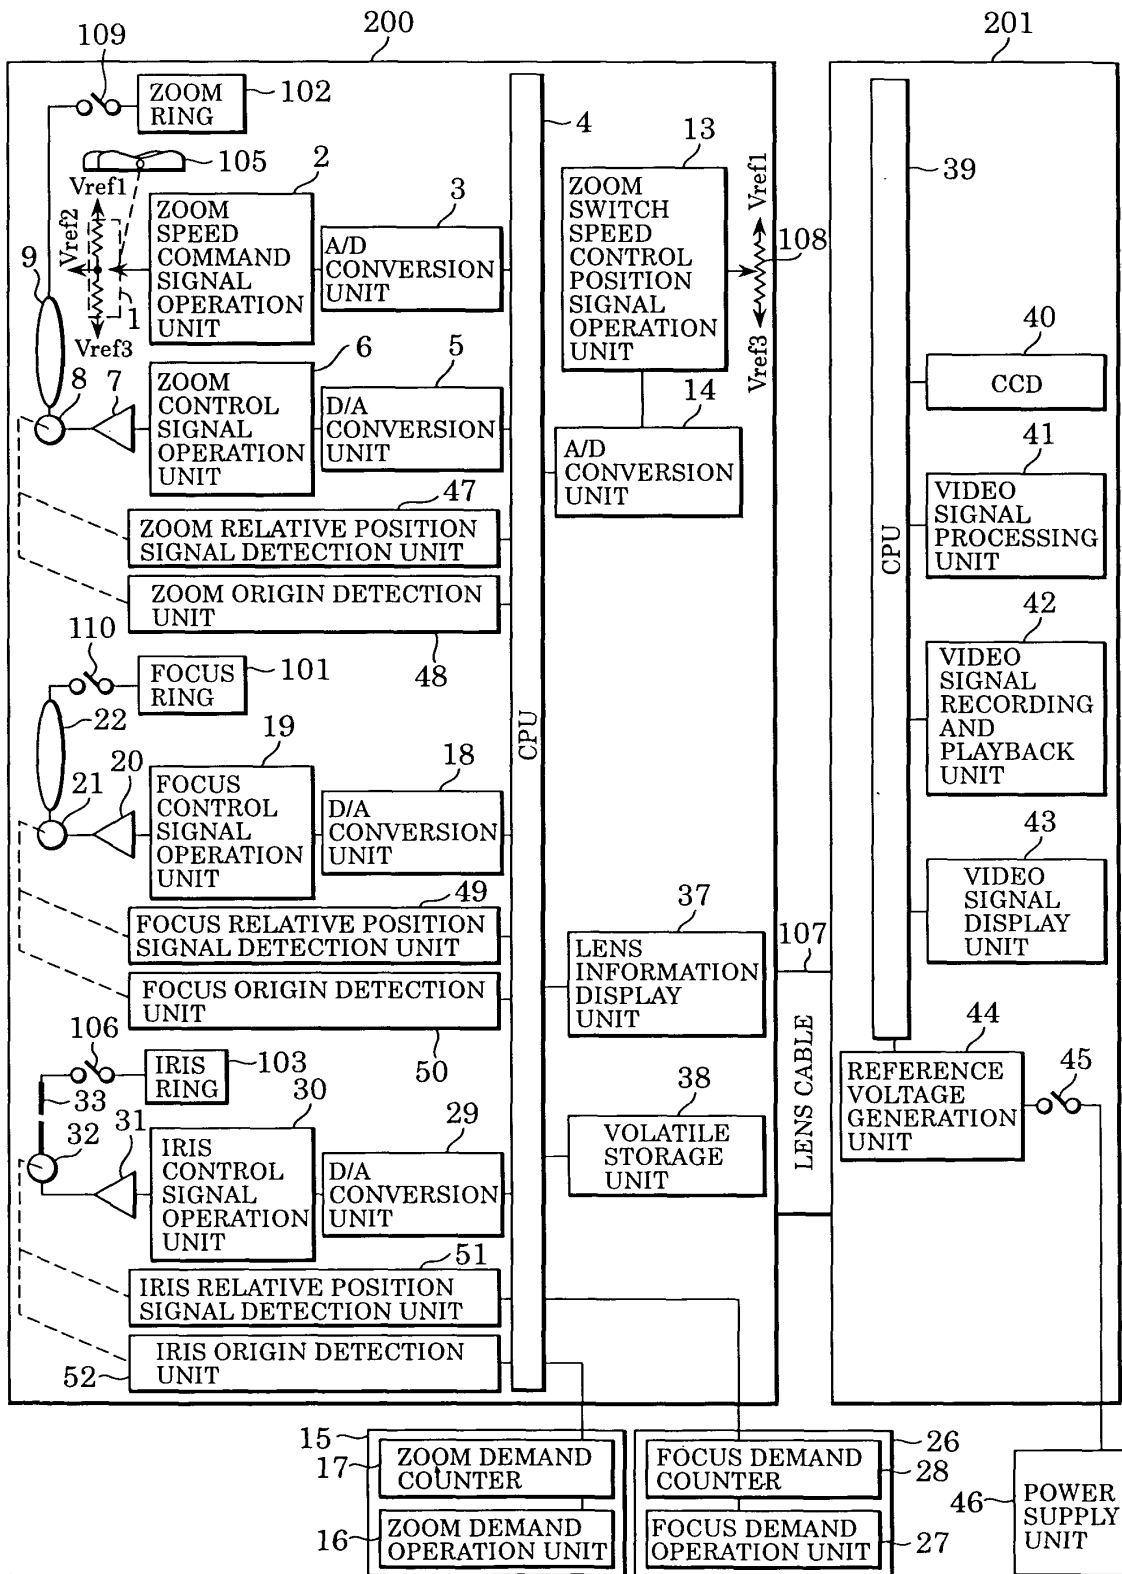 200
201
109
ZOOM
RING
102
4
105
Vref1
Vref2
Vref3
1
2
ZOOM
SPEED
COMMAND
SIGNAL
OPERATION
UNIT
3
A/D
CONVERSION
UNIT
13
ZOOM
SWITCH
SPEED
CONTROL
POSITION
SIGNAL
OPERATION
UNIT
Vref1
108
Vref3
39
9
8
7
6
ZOOM
CONTROL
SIGNAL
OPERATION
UNIT
5
D/A
CONVERSION
UNIT
14
A/D
CONVERSION
UNIT
40
CCD
41
VIDEO
SIGNAL
PROCESSING
UNIT
47
ZOOM RELATIVE POSITION
SIGNAL DETECTION UNIT
ZOOM ORIGIN DETECTION
UNIT
48
CPU
CPU
42
VIDEO
SIGNAL
RECORDING
AND
PLAYBACK
UNIT
110
FOCUS
RING
101
22
21
20
19
FOCUS
CONTROL
SIGNAL
OPERATION
UNIT
18
D/A
CONVERSION
UNIT
43
VIDEO
SIGNAL
DISPLAY
UNIT
49
FOCUS RELATIVE POSITION
SIGNAL DETECTION UNIT
FOCUS ORIGIN DETECTION
UNIT
50
37
LENS
INFORMATION
DISPLAY
UNIT
107
LENS CABLE
44
REFERENCE
VOLTAGE
GENERATION
UNIT
45
106
IRIS
RING
103
33
32
31
30
IRIS
CONTROL
SIGNAL
OPERATION
UNIT
29
D/A
CONVERSION
UNIT
38
VOLATILE
STORAGE
UNIT
51
IRIS RELATIVE POSITION
SIGNAL DETECTION UNIT
IRIS ORIGIN DETECTION
UNIT
52
15
17
ZOOM DEMAND
COUNTER
16
ZOOM DEMAND
OPERATION UNIT
26
FOCUS DEMAND
COUNTER
28
FOCUS DEMAND
OPERATION UNIT
27
46
POWER
SUPPLY
UNIT